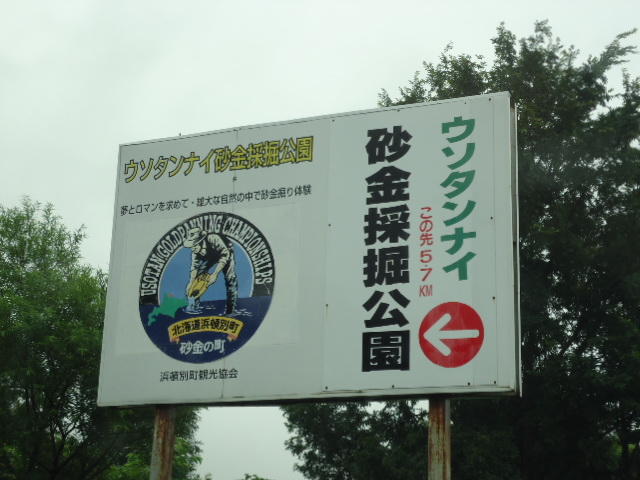 ウソタンナイ砂金採掘公園
夢とロマンを求めて・雄大な自然の中で砂金掘り体験
USOTAN GOLDPANNING CHAMPIONSHIPS
北海道浜頓別町
砂金の町
浜頓別町観光協会
ウソタンナイ
砂金採掘公園
この先5.7KM